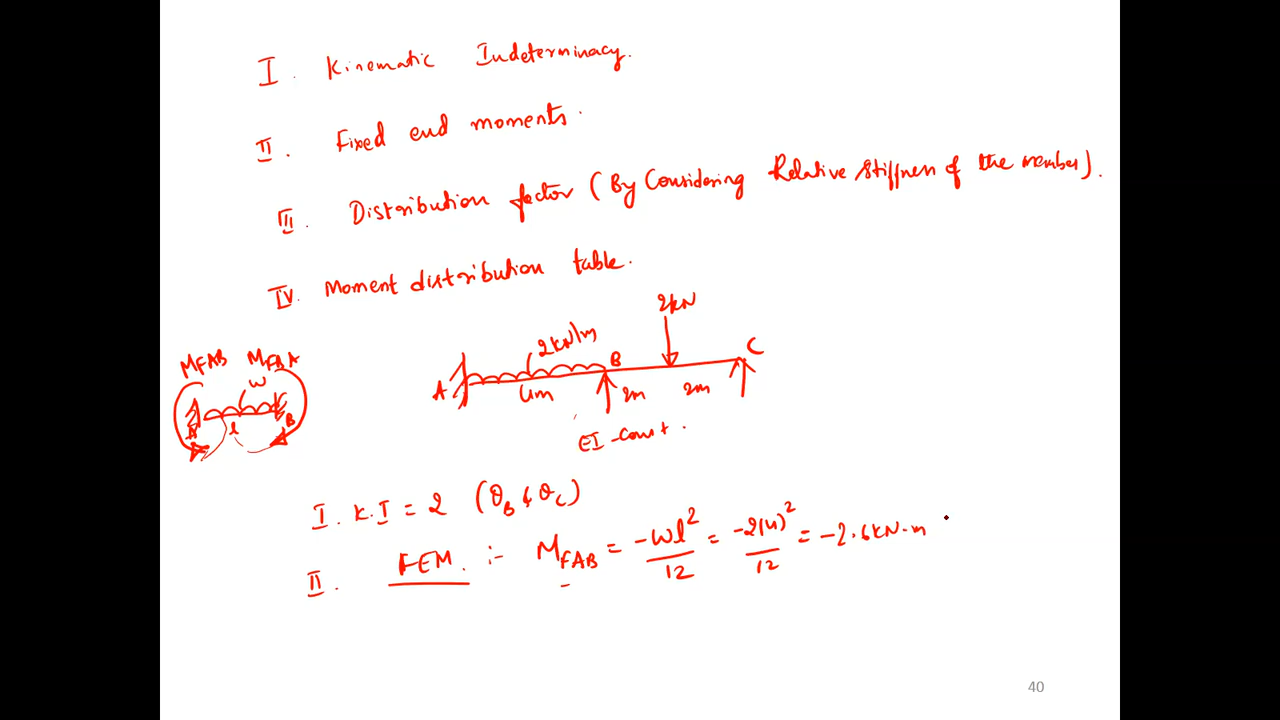 I. Kinematic Indeterminacy.
II. Fixed end moments.
III. Distribution factor (By Considering Relative stiffness of the member).
IV. Moment distribution table.
2kN
2kN/m
B
C
A
4m
2m
2m
EI - const.
MFAB MFBA
w
A
l
B
I. K.I = 2 (θB & θC)
II. FEM :- MFAB = -wl²/12 = -2(4)²/12 = -2.6kN.m
40